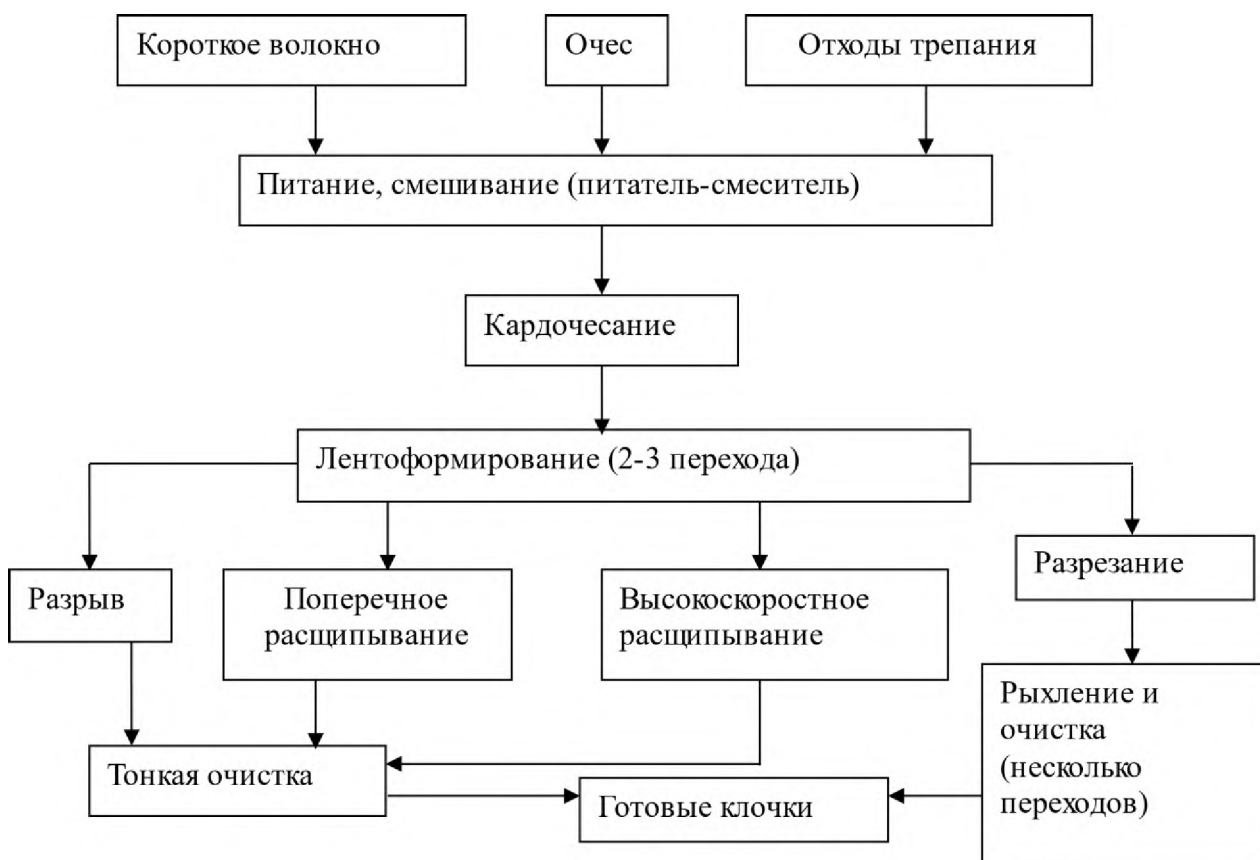 Короткое волокно
Очес
Отходы трепания
Питание, смешивание (питатель-смеситель)
Кардочесание
Лентоформирование (2-3 перехода)
Разрыв
Поперечное
расщипывание
Высокоскоростное
расщипывание
Разрезание
Тонкая очистка
Готовые клочки
Рыхление и
очистка
(несколько
переходов)